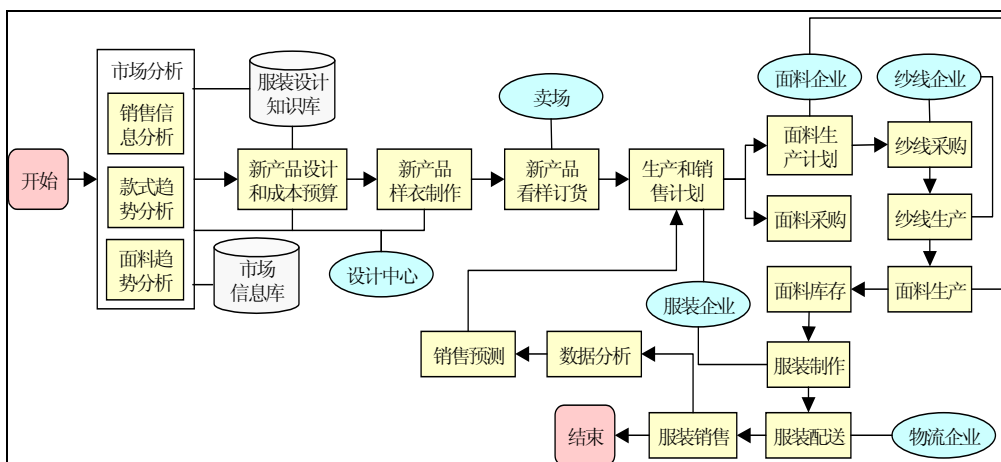 开始
市场分析
销售信
息分析
款式趋
势分析
面料趋
势分析
服装设计
知识库
市场
信息库
新产品设计
和成本预算
设计中心
新产品
样衣制作
卖场
新产品
看样订货
生产和销
售计划
服装企业
面料企业
面料生
产计划
面料采购
纱线企业
纱线采购
纱线生产
面料生产
面料库存
服装制作
服装配送
物流企业
服装销售
数据分析
销售预测
结束